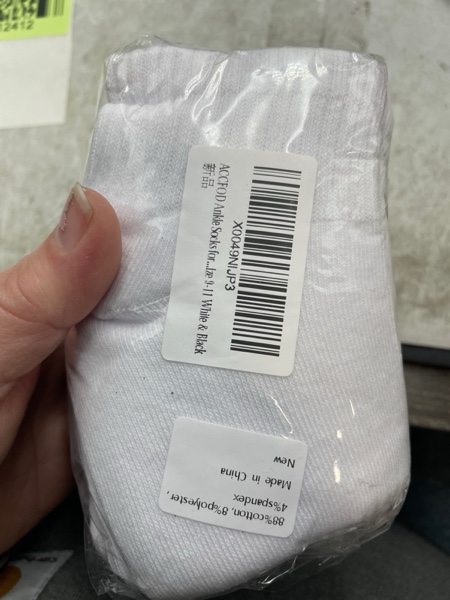 X0049NIJP3
ACCFOD Ankle Socks for...ize 9-11 White & Black
新品
88%cotton, 8%polyester,
4%spandex
Made in China
New